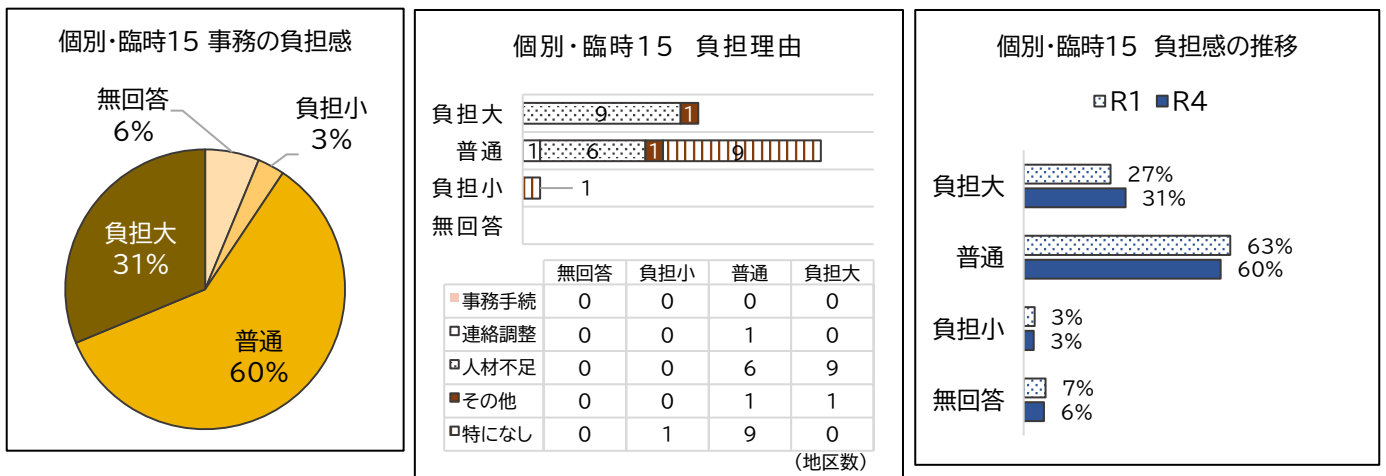 個別・臨時15 事務の負担感
無回答
6%
負担小
3%
負担大
31%
普通
60%
個別・臨時15 負担理由
負担大 9 1
普通 1 6 1 9
負担小 1
無回答
無回答 負担小 普通 負担大
事務手続 0 0 0 0
連絡調整 0 0 1 0
人材不足 0 0 6 9
その他 0 0 1 1
特になし 0 1 9 0
(地区数)
個別・臨時15 負担感の推移
R1 R4
負担大 27%
31%
普通 63%
60%
負担小 3%
3%
無回答 7%
6%